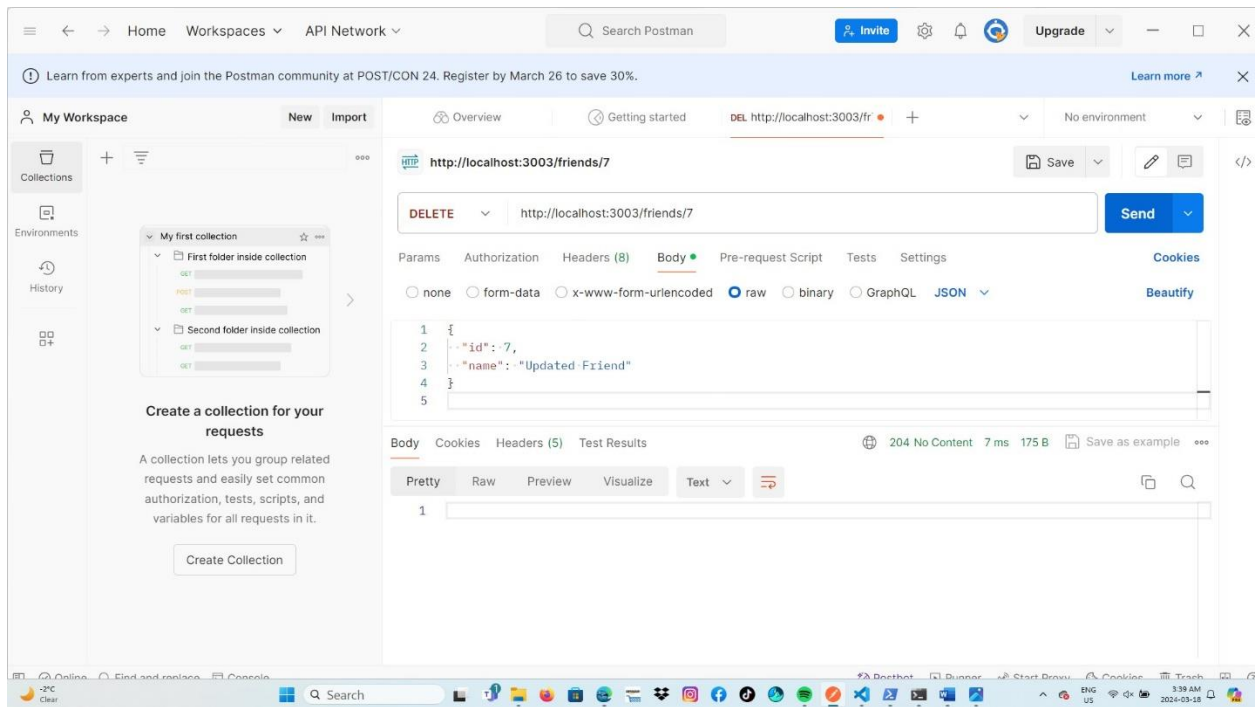 Home Workspaces API Network Search Postman Invite Upgrade
Learn from experts and join the Postman community at POST/CON 24. Register by March 26 to save 30%. Learn more
My Workspace New Import Overview Getting started DEL http://localhost:3003/fr No environment
Collections
Environments
History
My first collection
First folder inside collection
GET
POST
GET
Second folder inside collection
GET
GET
Create a collection for your
requests
A collection lets you group related
requests and easily set common
authorization, tests, scripts, and
variables for all requests in it.
Create Collection
HTTP http://localhost:3003/friends/7 Save
DELETE http://localhost:3003/friends/7 Send
Params Authorization Headers (8) Body Pre-request Script Tests Settings Cookies
none form-data x-www-form-urlencoded raw binary GraphQL JSON Beautify
1 {
2 "id": 7,
3 "name": "Updated Friend"
4 }
5
Body Cookies Headers (5) Test Results 204 No Content 7 ms 175 B Save as example
Pretty Raw Preview Visualize Text
1
Online Find and replace Console Postbot Runner Start Proxy Cookies Trash
-2°C
Clear
Search
ENG
US
3:39 AM
2024-03-18